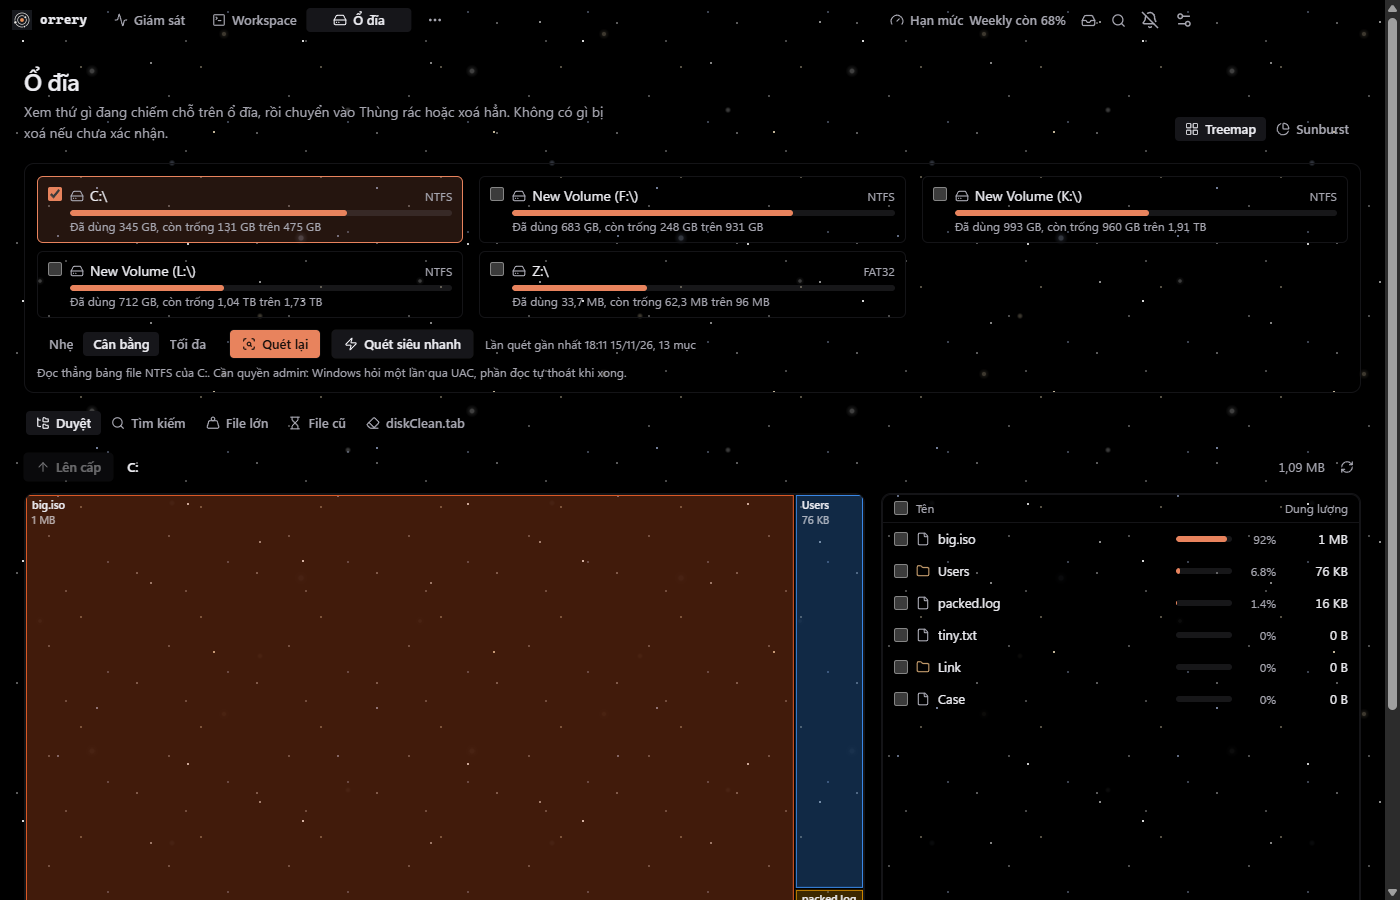 orrery
Giám sát
Workspace
Ổ đĩa
Hạn mức Weekly còn 68%
Ổ đĩa
Xem thứ gì đang chiếm chỗ trên ổ đĩa, rồi chuyển vào Thùng rác hoặc xoá hẳn. Không có gì bị
xoá nếu chưa xác nhận.
Treemap
Sunburst
C:\
NTFS
Đã dùng 345 GB, còn trống 131 GB trên 475 GB
New Volume (F:\)
NTFS
Đã dùng 683 GB, còn trống 248 GB trên 931 GB
New Volume (K:\)
NTFS
Đã dùng 993 GB, còn trống 960 GB trên 1,91 TB
New Volume (L:\)
NTFS
Đã dùng 712 GB, còn trống 1,04 TB trên 1,73 TB
Z:\
FAT32
Đã dùng 33,7 MB, còn trống 62,3 MB trên 96 MB
Nhẹ
Cân bằng
Tối đa
Quét lại
Quét siêu nhanh
Lần quét gần nhất 18:11 15/11/26, 13 mục
Đọc thẳng bảng file NTFS của C:. Cần quyền admin: Windows hỏi một lần qua UAC, phần đọc tự thoát khi xong.
Duyệt
Tìm kiếm
File lớn
File cũ
diskClean.tab
Lên cấp
C:
1,09 MB
big.iso
1 MB
Users
76 KB
packed.log
Tên
Dung lượng
big.iso 92% 1 MB
Users 6.8% 76 KB
packed.log 1.4% 16 KB
tiny.txt 0% 0 B
Link 0% 0 B
Case 0% 0 B